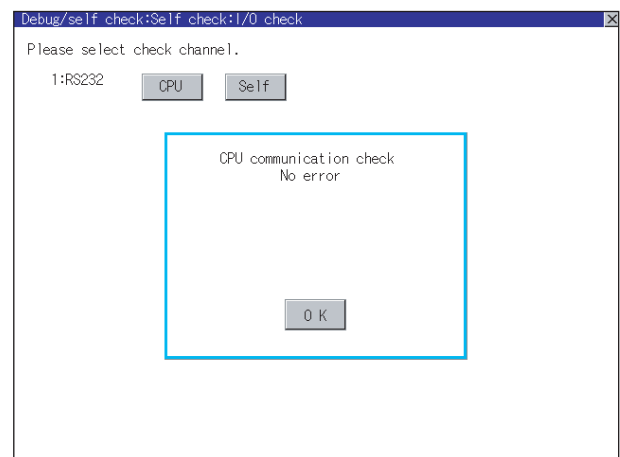 Debug/self check:Self check:I/O check
Please select check channel.
1:RS232 CPU Self
CPU communication check
No error
O K